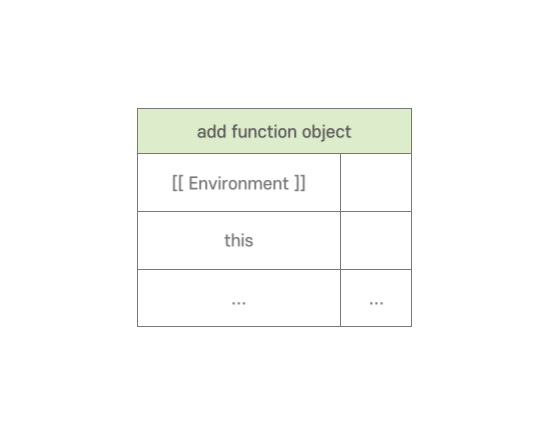 add function object
[[ Environment ]]
this
... ...